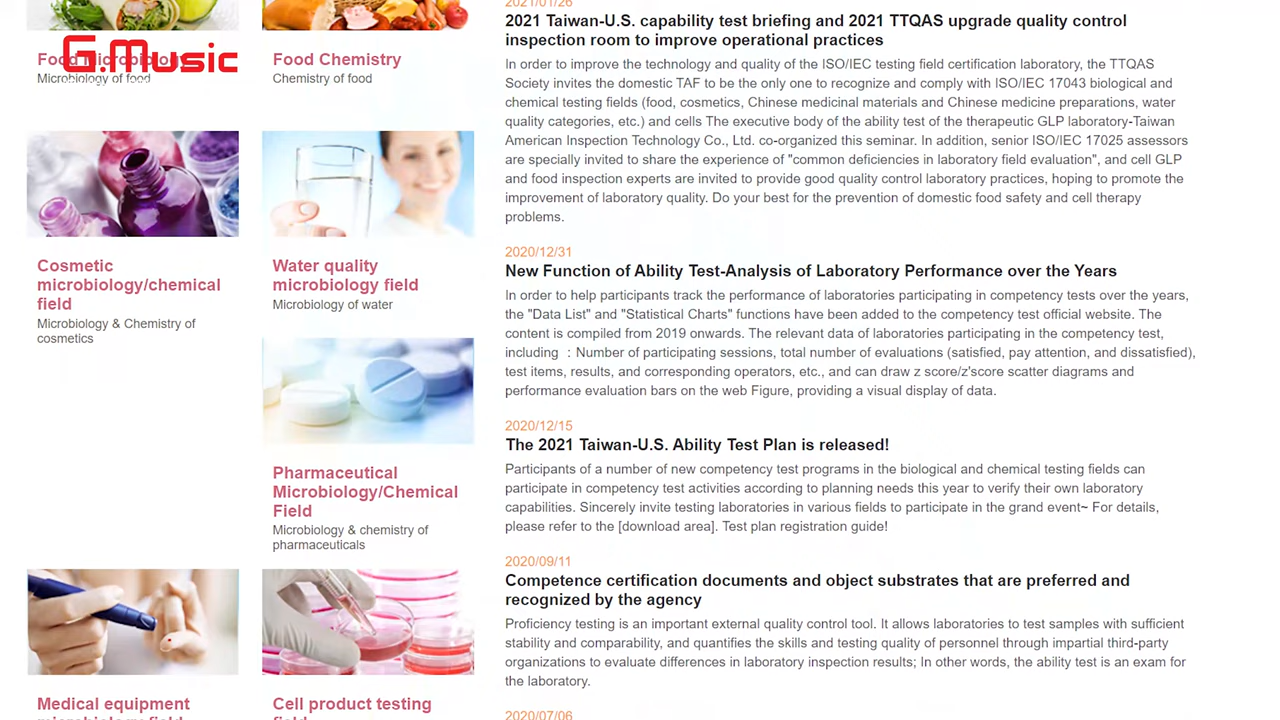 G.Music
Food Microbiology
Microbiology of food
Food Chemistry
Chemistry of food
Cosmetic
microbiology/chemical
field
Microbiology & Chemistry of
cosmetics
Water quality
microbiology field
Microbiology of water
Pharmaceutical
Microbiology/Chemical
Field
Microbiology & chemistry of
pharmaceuticals
Medical equipment
microbiology field
Cell product testing
field
2021/01/26
2021 Taiwan-U.S. capability test briefing and 2021 TTQAS upgrade quality control
inspection room to improve operational practices
In order to improve the technology and quality of the ISO/IEC testing field certification laboratory, the TTQAS
Society invites the domestic TAF to be the only one to recognize and comply with ISO/IEC 17043 biological and
chemical testing fields (food, cosmetics, Chinese medicinal materials and Chinese medicine preparations, water
quality categories, etc.) and cells The executive body of the ability test of the therapeutic GLP laboratory-Taiwan
American Inspection Technology Co., Ltd. co-organized this seminar. In addition, senior ISO/IEC 17025 assessors
are specially invited to share the experience of "common deficiencies in laboratory field evaluation", and cell GLP
and food inspection experts are invited to provide good quality control laboratory practices, hoping to promote the
improvement of laboratory quality. Do your best for the prevention of domestic food safety and cell therapy
problems.
2020/12/31
New Function of Ability Test-Analysis of Laboratory Performance over the Years
In order to help participants track the performance of laboratories participating in competency tests over the years,
the "Data List" and "Statistical Charts" functions have been added to the competency test official website. The
content is compiled from 2019 onwards. The relevant data of laboratories participating in the competency test,
including ：Number of participating sessions, total number of evaluations (satisfied, pay attention, and dissatisfied),
test items, results, and corresponding operators, etc., and can draw z score/z'score scatter diagrams and
performance evaluation bars on the web Figure, providing a visual display of data.
2020/12/15
The 2021 Taiwan-U.S. Ability Test Plan is released!
Participants of a number of new competency test programs in the biological and chemical testing fields can
participate in competency test activities according to planning needs this year to verify their own laboratory
capabilities. Sincerely invite testing laboratories in various fields to participate in the grand event~ For details,
please refer to the [download area]. Test plan registration guide!
2020/09/11
Competence certification documents and object substrates that are preferred and
recognized by the agency
Proficiency testing is an important external quality control tool. It allows laboratories to test samples with sufficient
stability and comparability, and quantifies the skills and testing quality of personnel through impartial third-party
organizations to evaluate differences in laboratory inspection results; In other words, the ability test is an exam for
the laboratory.
2020/07/06